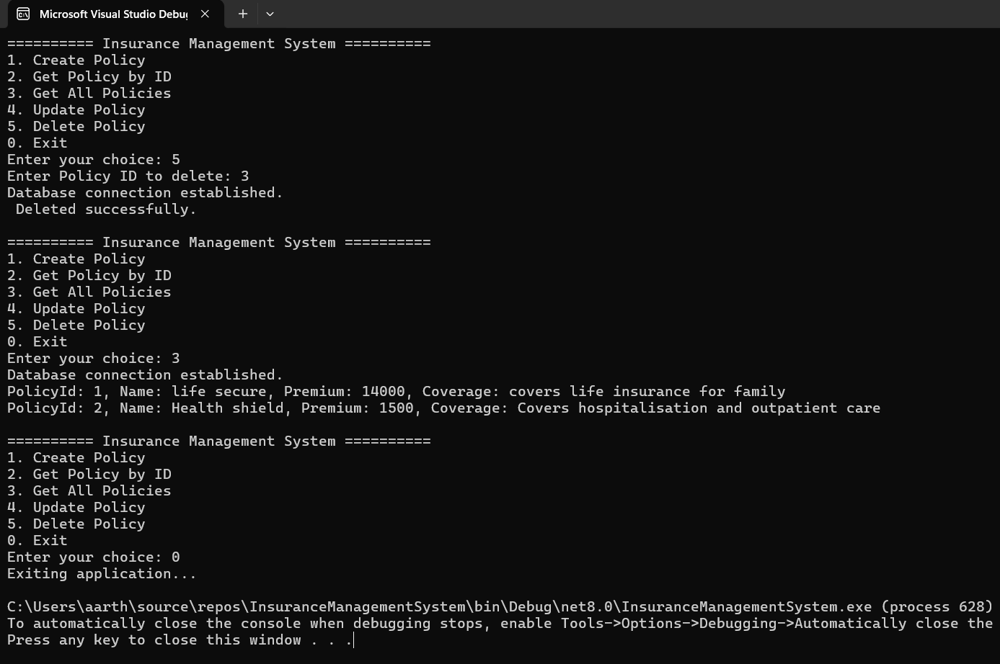 Microsoft Visual Studio Debug
========== Insurance Management System ==========
1. Create Policy
2. Get Policy by ID
3. Get All Policies
4. Update Policy
5. Delete Policy
0. Exit
Enter your choice: 5
Enter Policy ID to delete: 3
Database connection established.
 Deleted successfully.
========== Insurance Management System ==========
1. Create Policy
2. Get Policy by ID
3. Get All Policies
4. Update Policy
5. Delete Policy
0. Exit
Enter your choice: 3
Database connection established.
PolicyId: 1, Name: life secure, Premium: 14000, Coverage: covers life insurance for family
PolicyId: 2, Name: Health shield, Premium: 1500, Coverage: Covers hospitalisation and outpatient care
========== Insurance Management System ==========
1. Create Policy
2. Get Policy by ID
3. Get All Policies
4. Update Policy
5. Delete Policy
0. Exit
Enter your choice: 0
Exiting application...
C:\Users\aarth\source\repos\InsuranceManagementSystem\bin\Debug\net8.0\InsuranceManagementSystem.exe (process 628)
To automatically close the console when debugging stops, enable Tools->Options->Debugging->Automatically close the
Press any key to close this window . . .